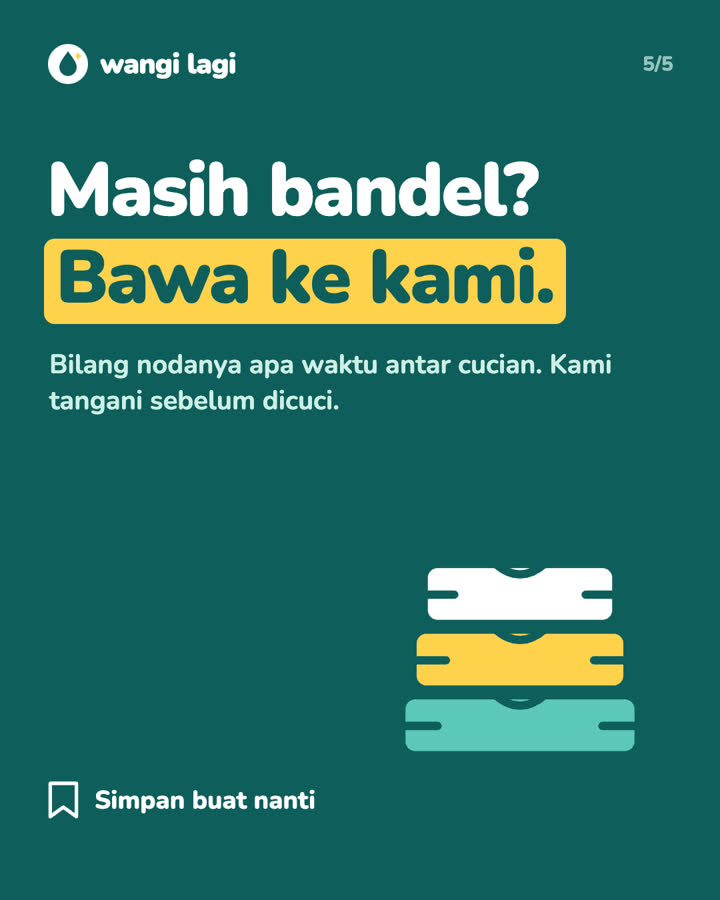 wangi lagi
5/5
Masih bandel?
Bawa ke kami.
Bilang nodanya apa waktu antar cucian. Kami
tangani sebelum dicuci.
Simpan buat nanti